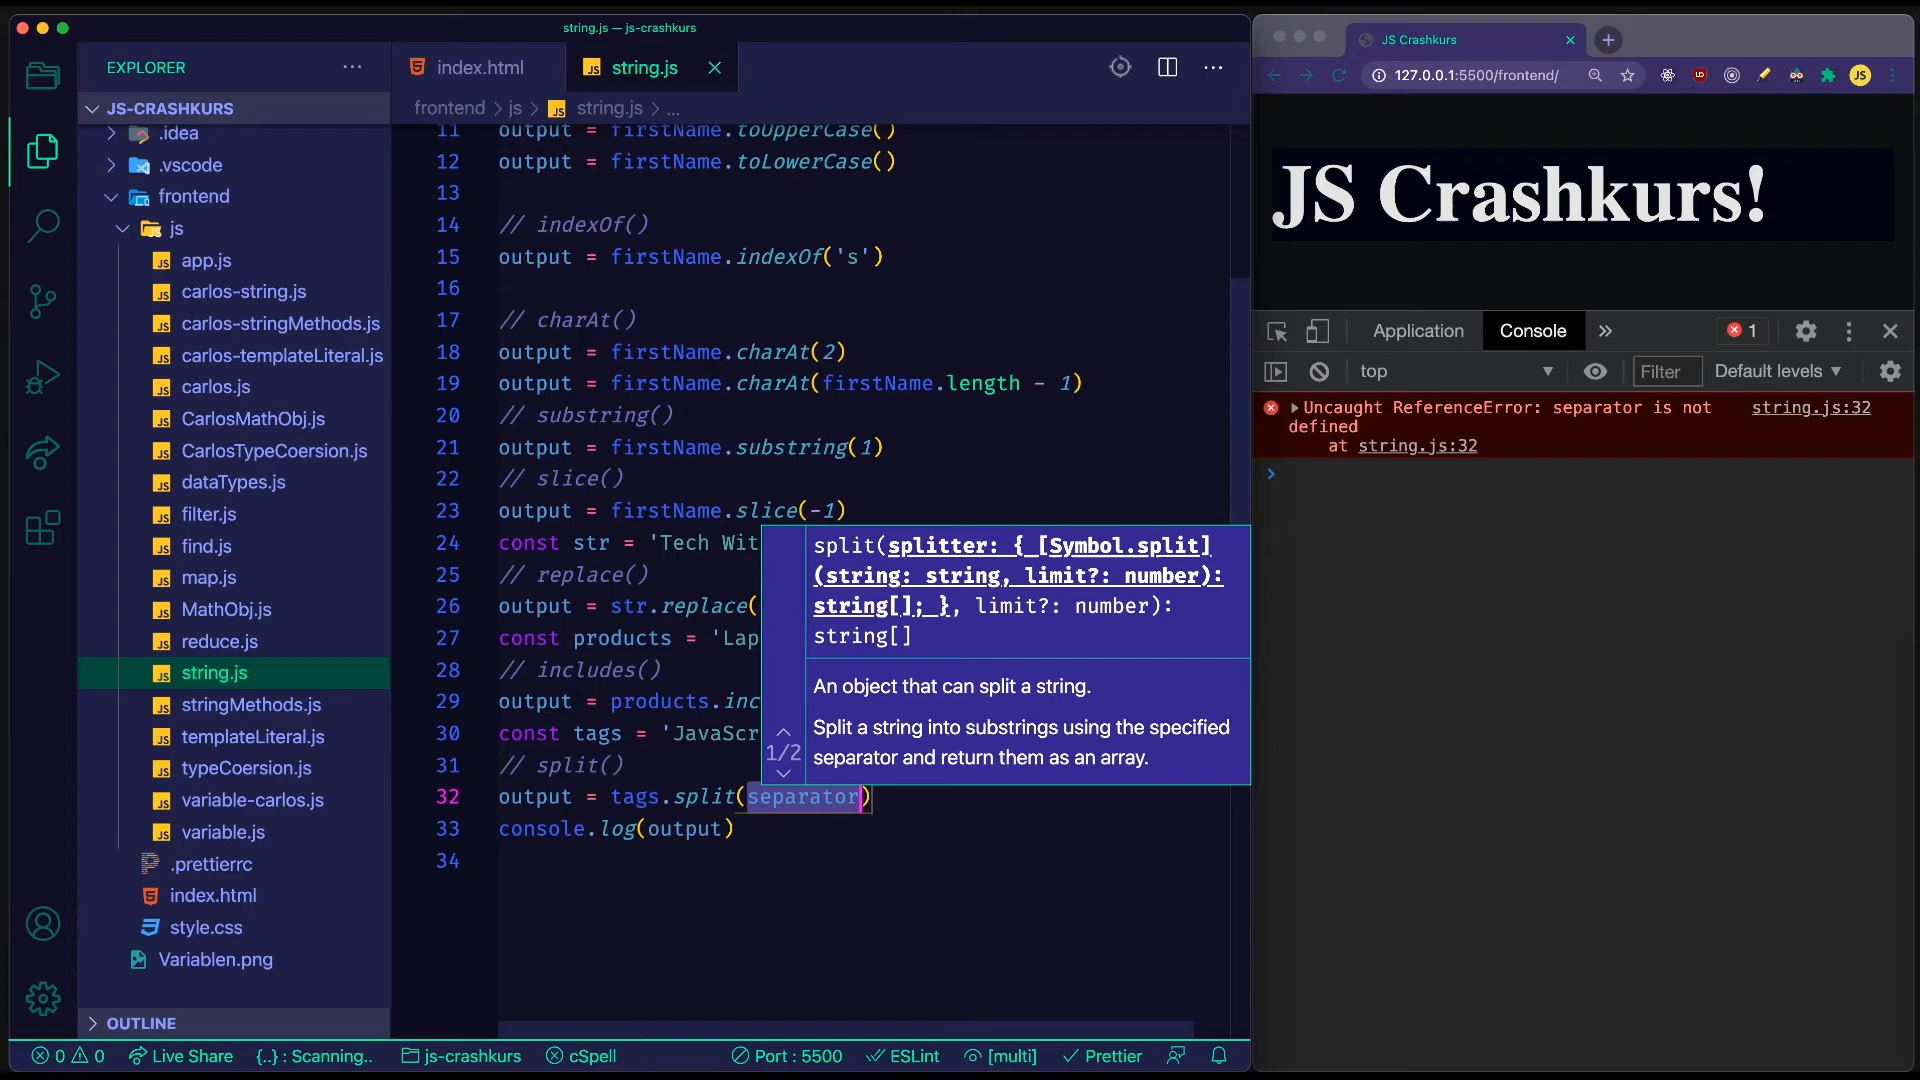 string.js — js-crashkurs
EXPLORER
JS-CRASHKURS
.idea
.vscode
frontend
js
app.js
carlos-string.js
carlos-stringMethods.js
carlos-templateLiteral.js
carlos.js
CarlosMathObj.js
CarlosTypeCoersion.js
dataTypes.js
filter.js
find.js
map.js
MathObj.js
reduce.js
string.js
stringMethods.js
templateLiteral.js
typeCoersion.js
variable-carlos.js
variable.js
.prettierrc
index.html
style.css
Variablen.png
OUTLINE
index.html
string.js
frontend > js > string.js > ...
11 output = firstName.toUpperCase()
12 output = firstName.toLowerCase()
13
14 // indexOf()
15 output = firstName.indexOf('s')
16
17 // charAt()
18 output = firstName.charAt(2)
19 output = firstName.charAt(firstName.length - 1)
20 // substring()
21 output = firstName.substring(1)
22 // slice()
23 output = firstName.slice(-1)
24 const str = 'Tech Wit
25 // replace()
26 output = str.replace(
27 const products = 'Lap
28 // includes()
29 output = products.inc
30 const tags = 'JavaScr
31 // split()
32 output = tags.split(separator)
33 console.log(output)
34
split(splitter: { [Symbol.split]
(string: string, limit?: number):
string[]; }, limit?: number):
string[]
An object that can split a string.
1/2
Split a string into substrings using the specified
separator and return them as an array.
0 0 Live Share {..} : Scanning.. js-crashkurs cSpell Port : 5500 ESLint [multi] Prettier
JS Crashkurs
127.0.0.1:5500/frontend/
JS
JS Crashkurs!
Application Console 1
top Filter Default levels
Uncaught ReferenceError: separator is not string.js:32
defined
at string.js:32